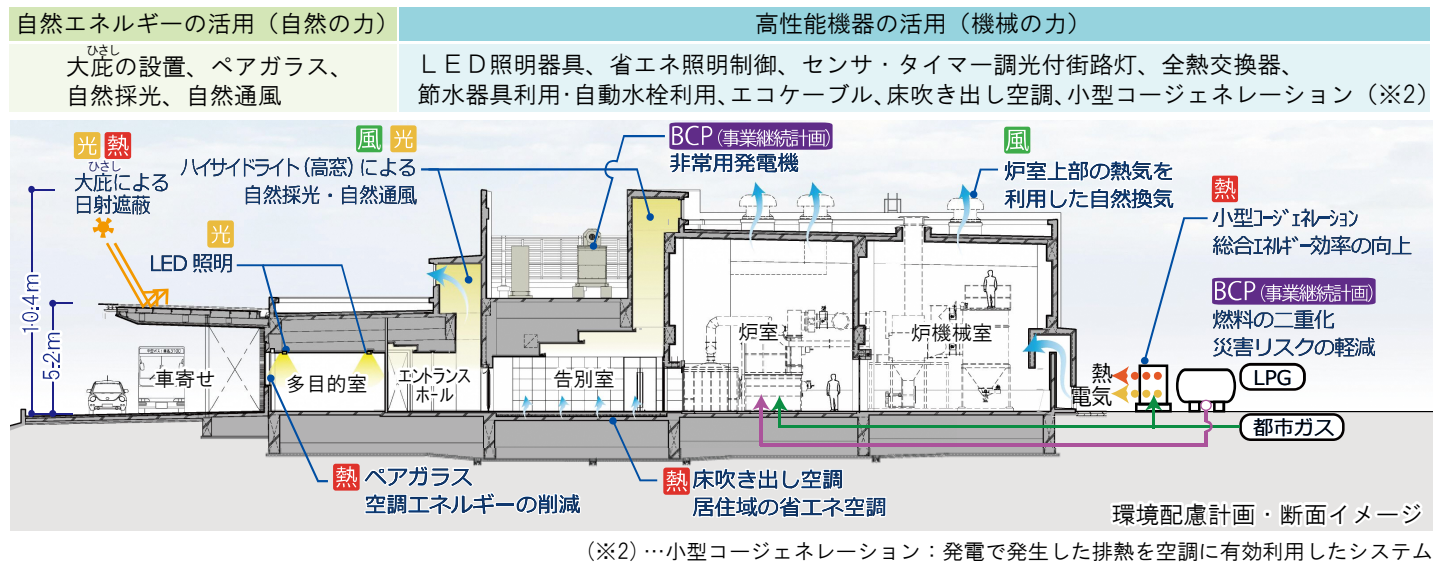 自然エネルギーの活用（自然の力）
高性能機器の活用（機械の力）
ひさし
大庇の設置、ペアガラス、
自然採光、自然通風
ＬＥＤ照明器具、省エネ照明制御、センサ・タイマー調光付街路灯、全熱交換器、
節水器具利用・自動水栓利用、エコケーブル、床吹き出し空調、小型コージェネレーション（※2）
光 熱
ひさし
大庇による
日射遮蔽
風 光
ハイサイドライト（高窓）による
自然採光・自然通風
光
LED 照明
BCP（事業継続計画）
非常用発電機
風
炉室上部の熱気を
利用した自然換気
熱
小型コージェネレーション
総合エネルギー効率の向上
BCP（事業継続計画）
燃料の二重化
災害リスクの軽減
10.4m
5.2m
車寄せ
多目的室
エントランス
ホール
告別室
炉室
炉機械室
熱
電気
LPG
都市ガス
熱 ペアガラス
空調エネルギーの削減
熱 床吹き出し空調
居住域の省エネ空調
環境配慮計画・断面イメージ
（※2）…小型コージェネレーション：発電で発生した排熱を空調に有効利用したシステム